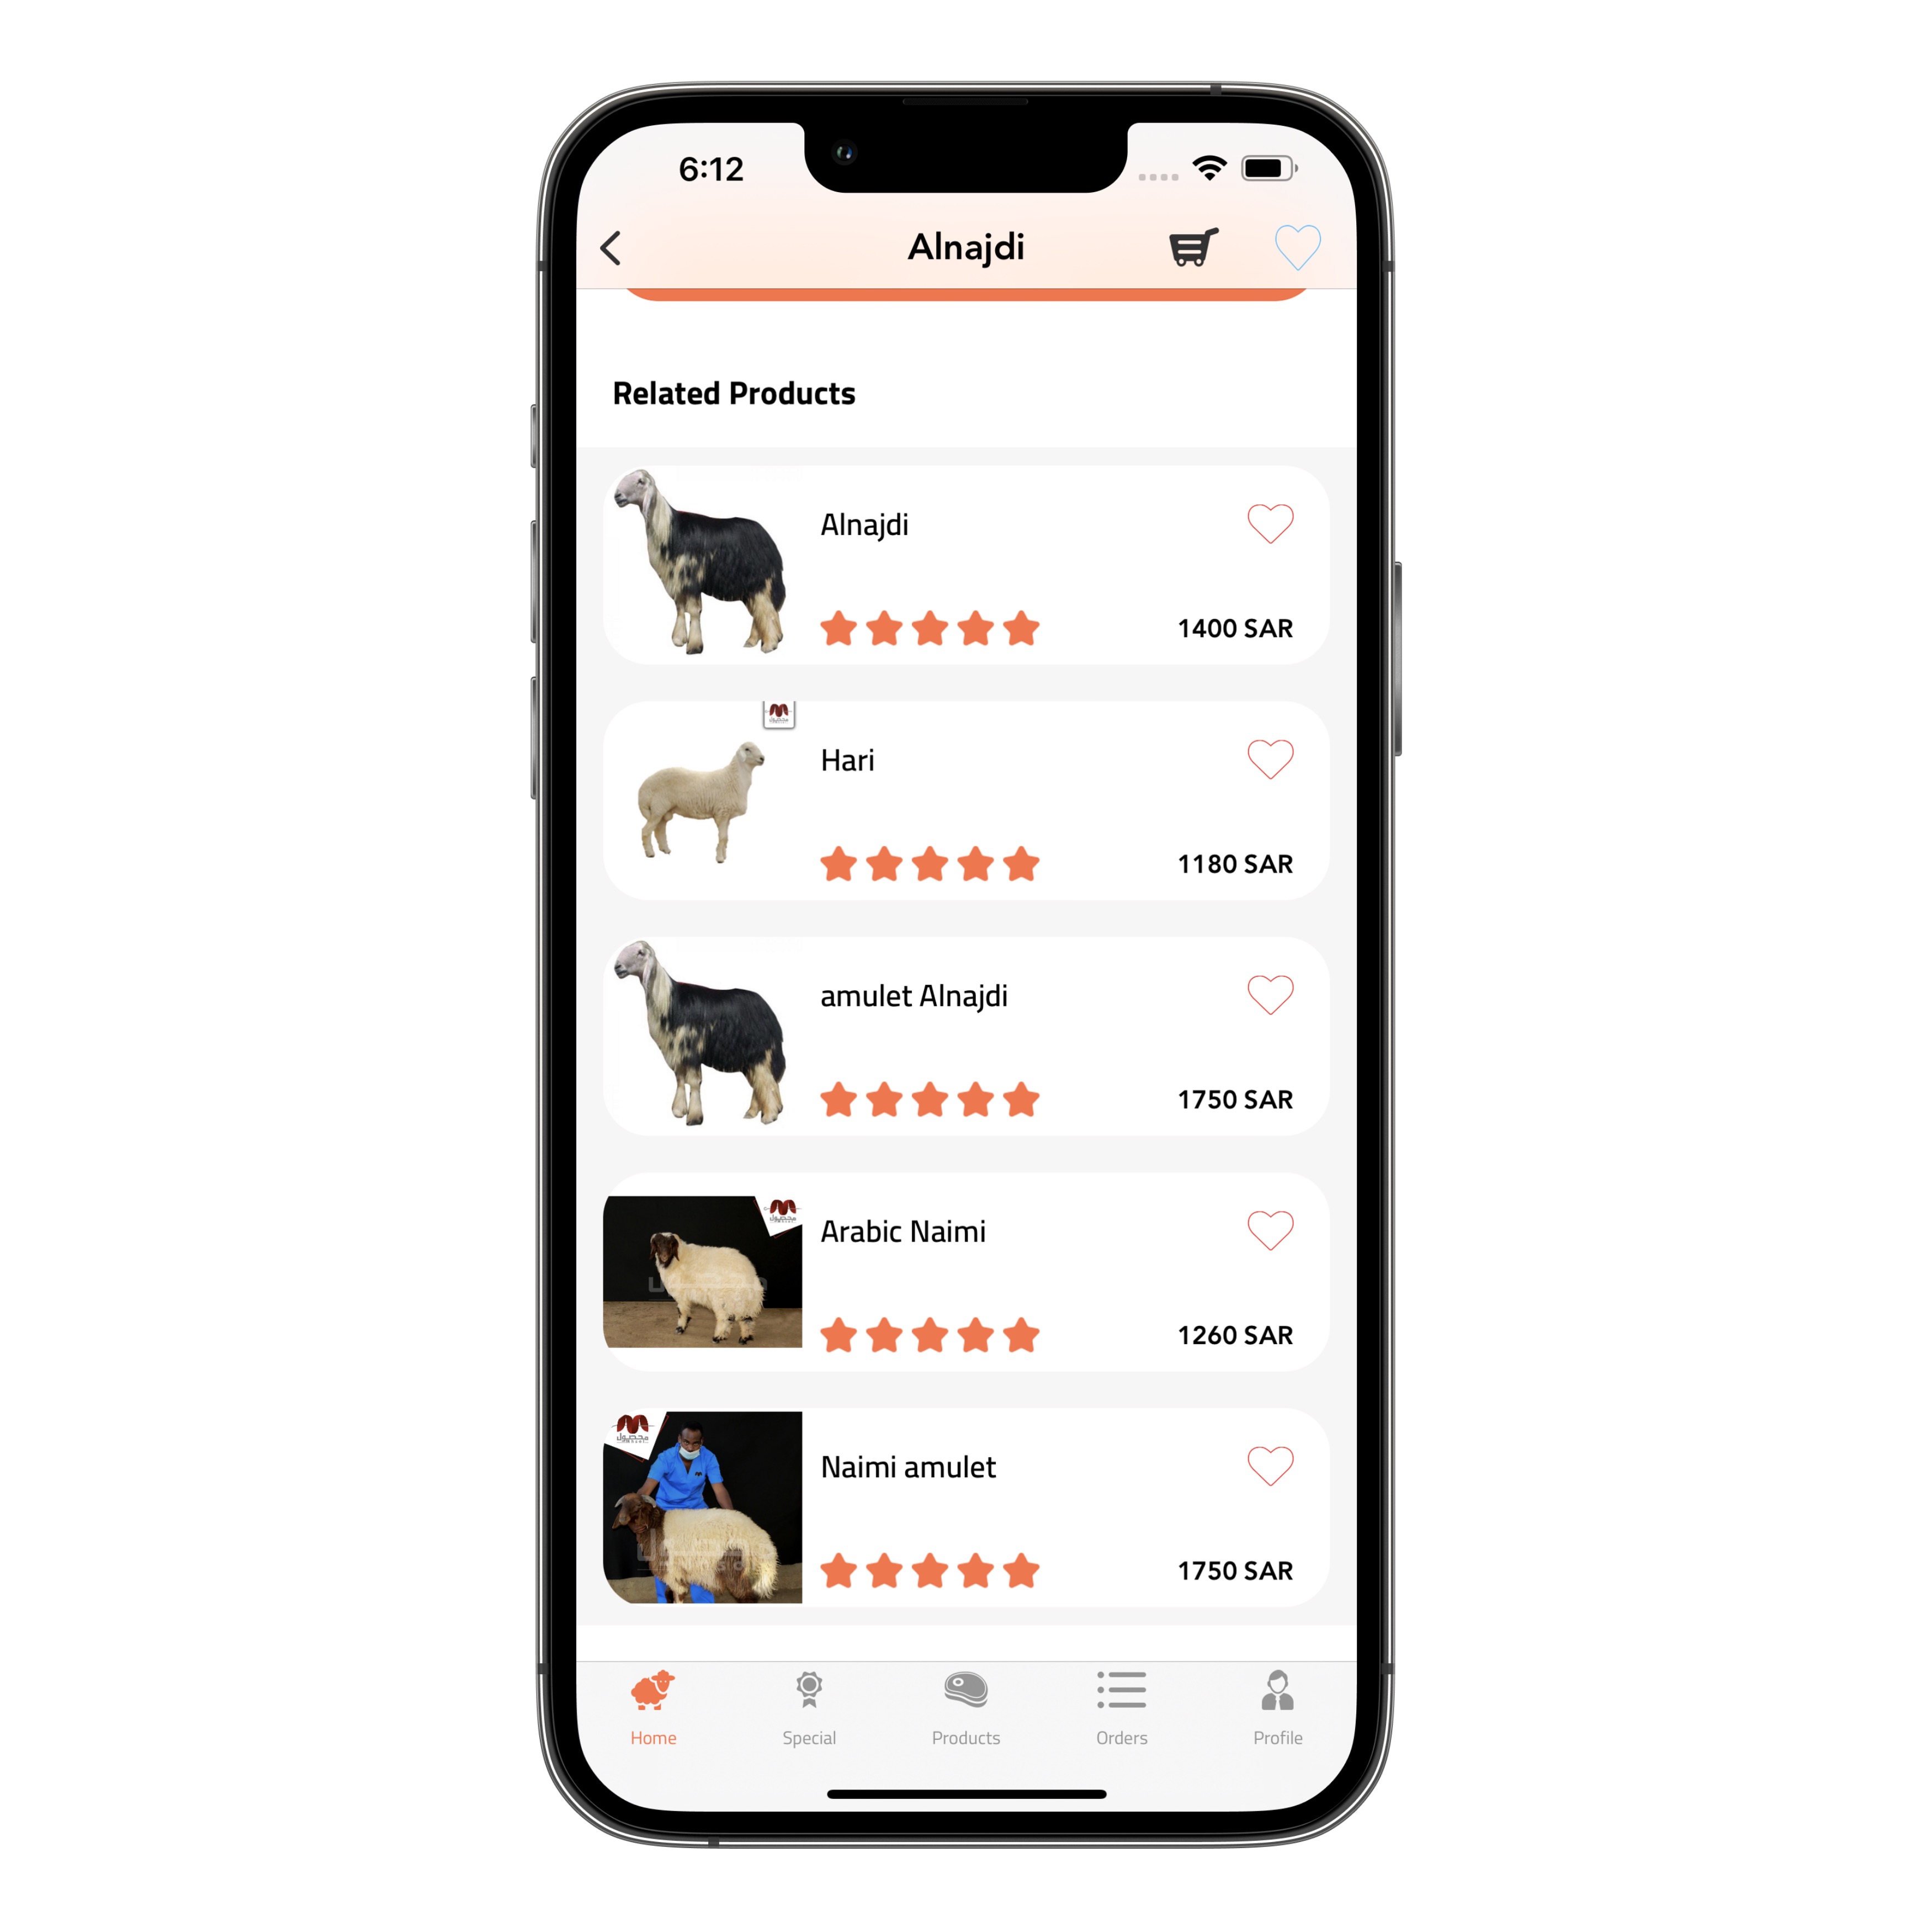 6:12
Alnajdi
Related Products
Alnajdi
1400 SAR
Hari
1180 SAR
amulet Alnajdi
1750 SAR
Arabic Naimi
1260 SAR
محصول
Naimi amulet
1750 SAR
Home
Special
Products
Orders
Profile